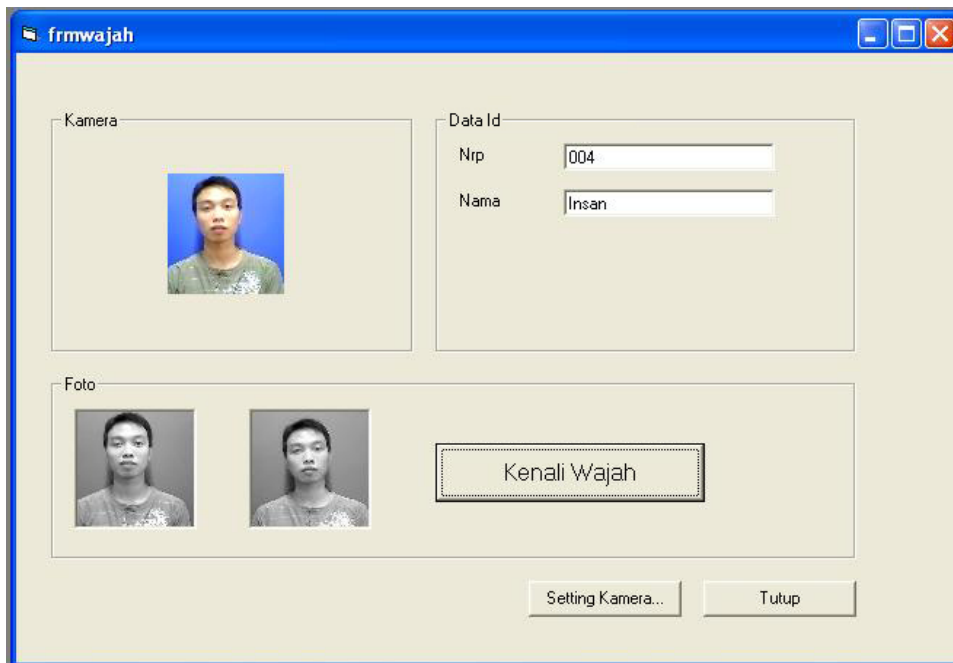 frmwajah
Kamera
Data Id
Nrp
004
Nama
Insan
Foto
Kenali Wajah
Setting Kamera...
Tutup